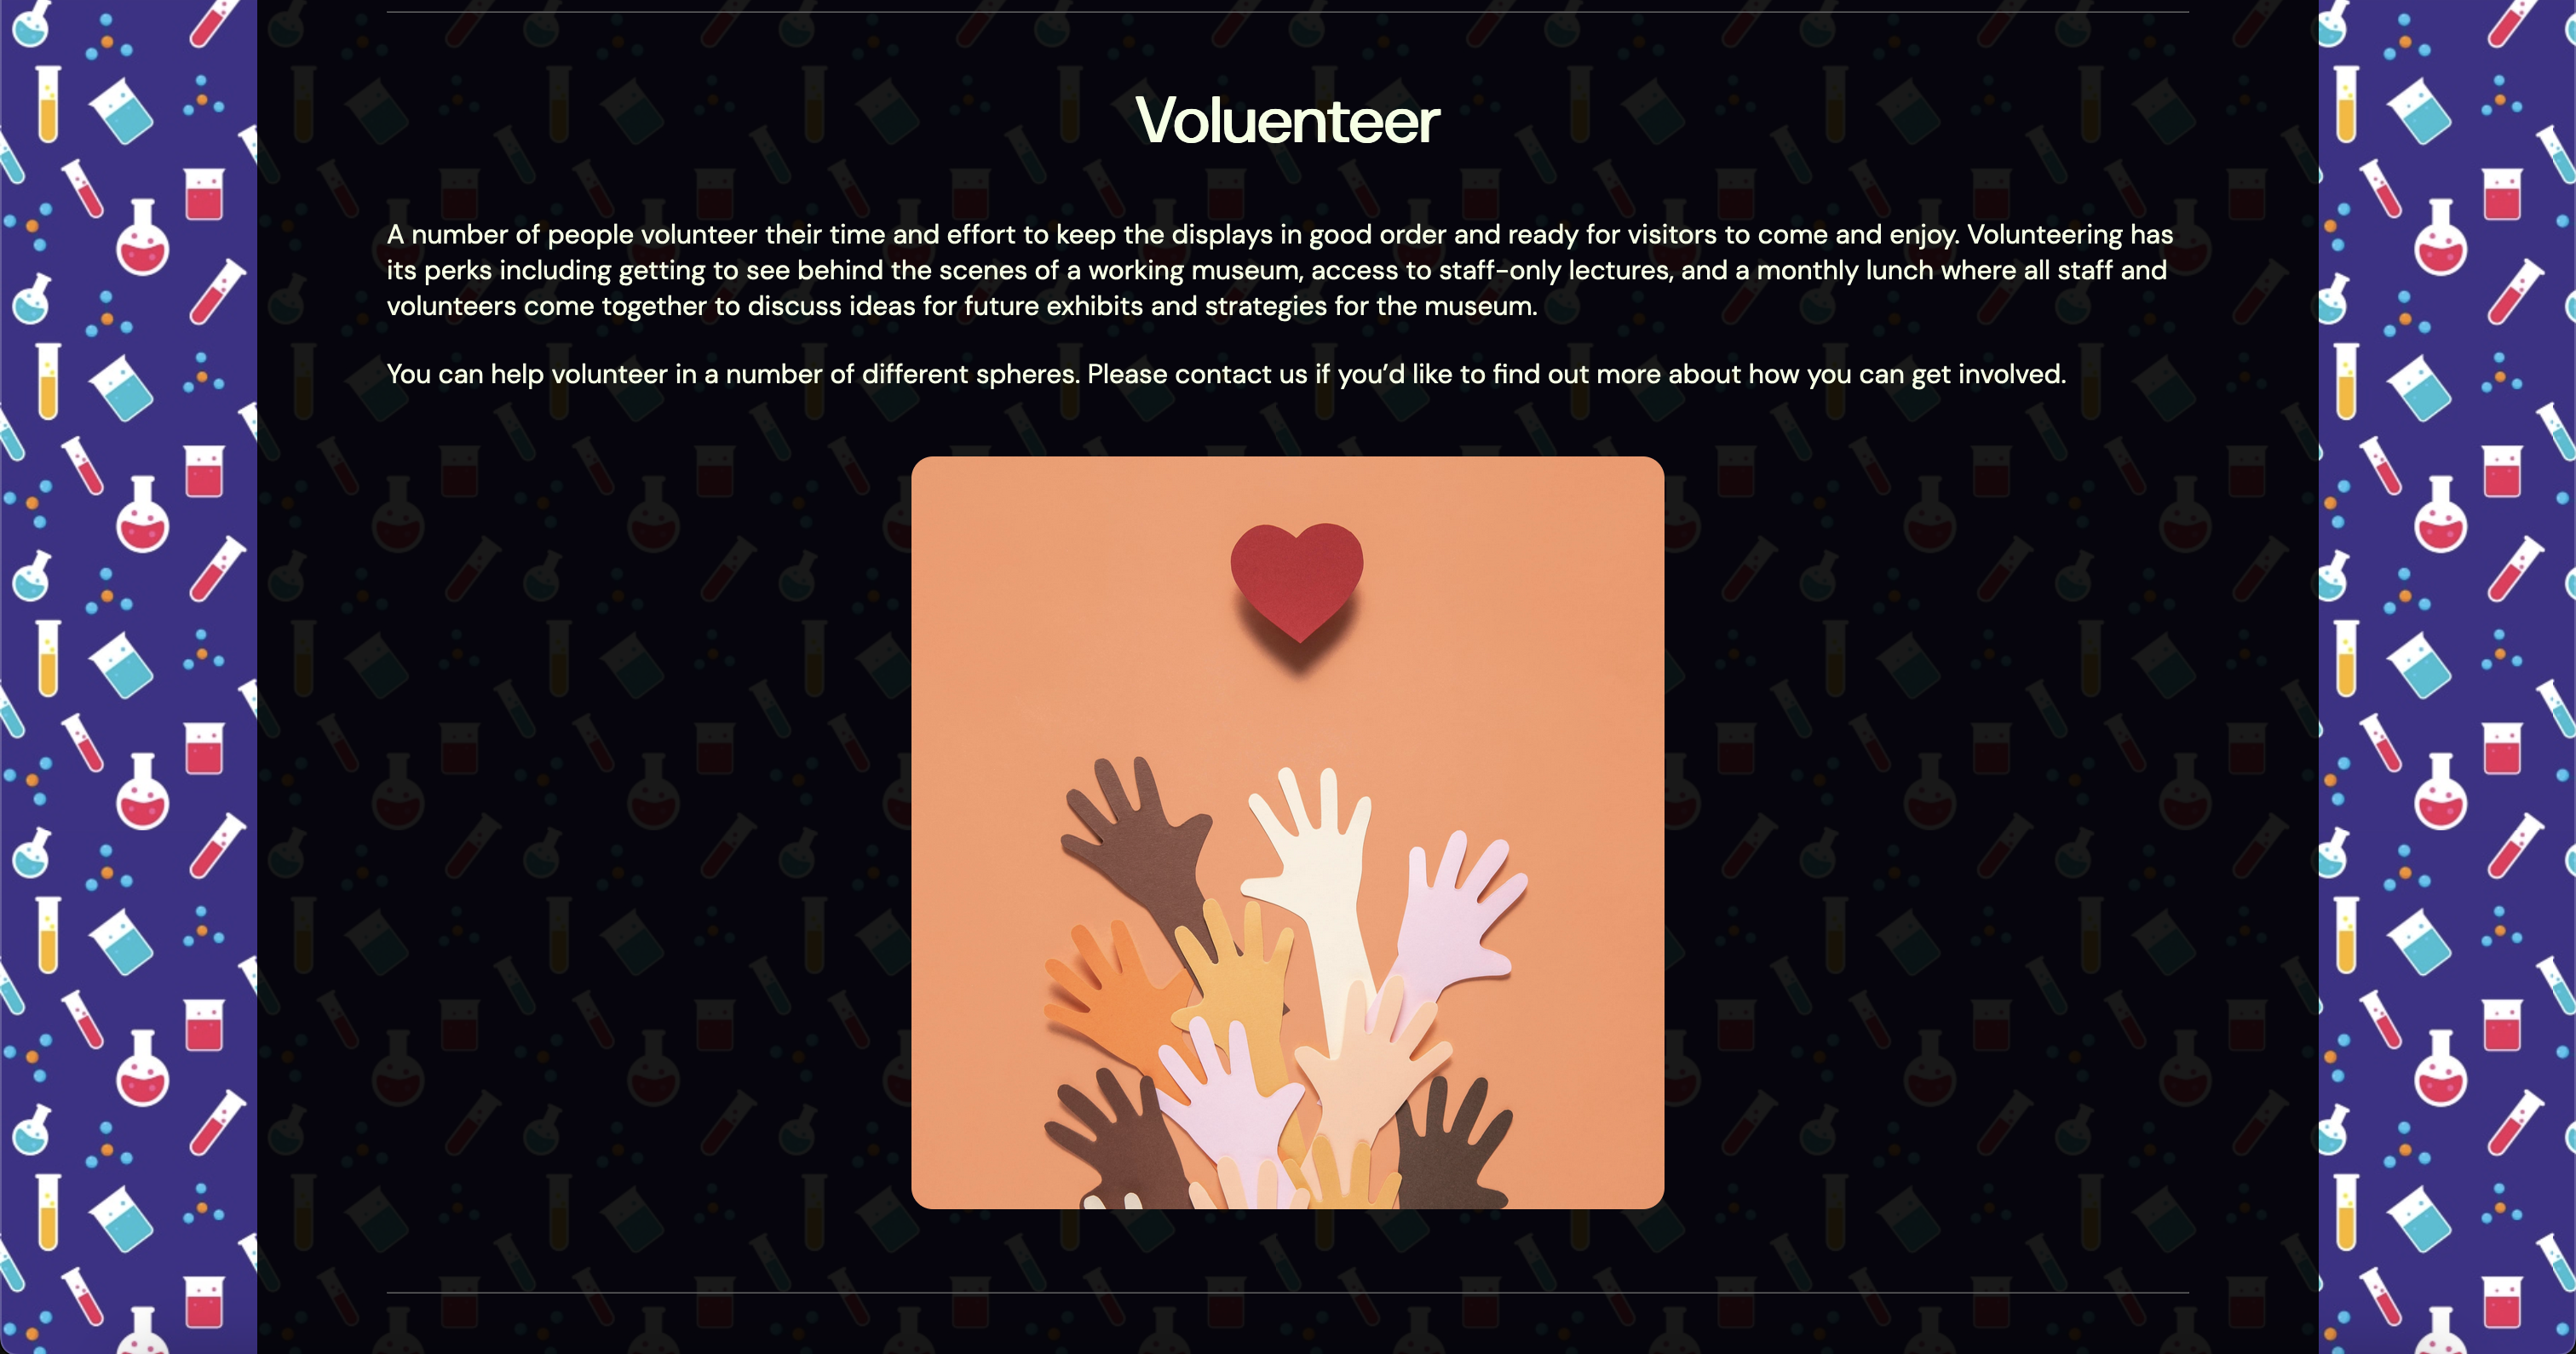 Voluenteer
A number of people volunteer their time and effort to keep the displays in good order and ready for visitors to come and enjoy. Volunteering has
its perks including getting to see behind the scenes of a working museum, access to staff-only lectures, and a monthly lunch where all staff and
volunteers come together to discuss ideas for future exhibits and strategies for the museum.
You can help volunteer in a number of different spheres. Please contact us if you’d like to find out more about how you can get involved.